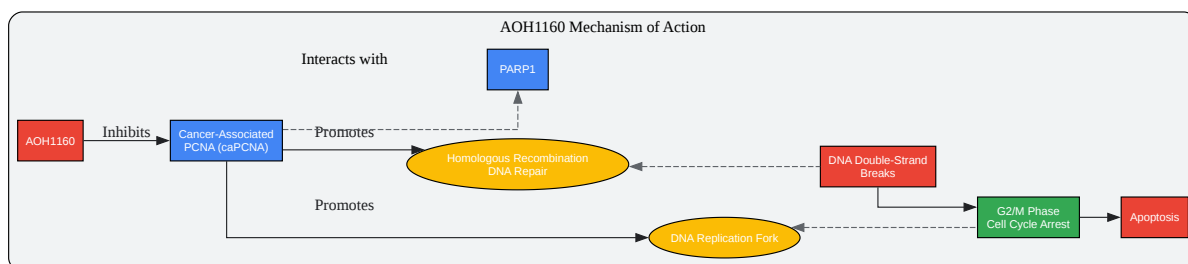 AOH1160 Mechanism of Action
Interacts with
PARP1
AOH1160
Inhibits
Cancer-Associated
PCNA (caPCNA)
Promotes
Homologous Recombination
DNA Repair
DNA Double-Strand
Breaks
Promotes
G2/M Phase
Cell Cycle Arrest
Apoptosis
DNA Replication Fork